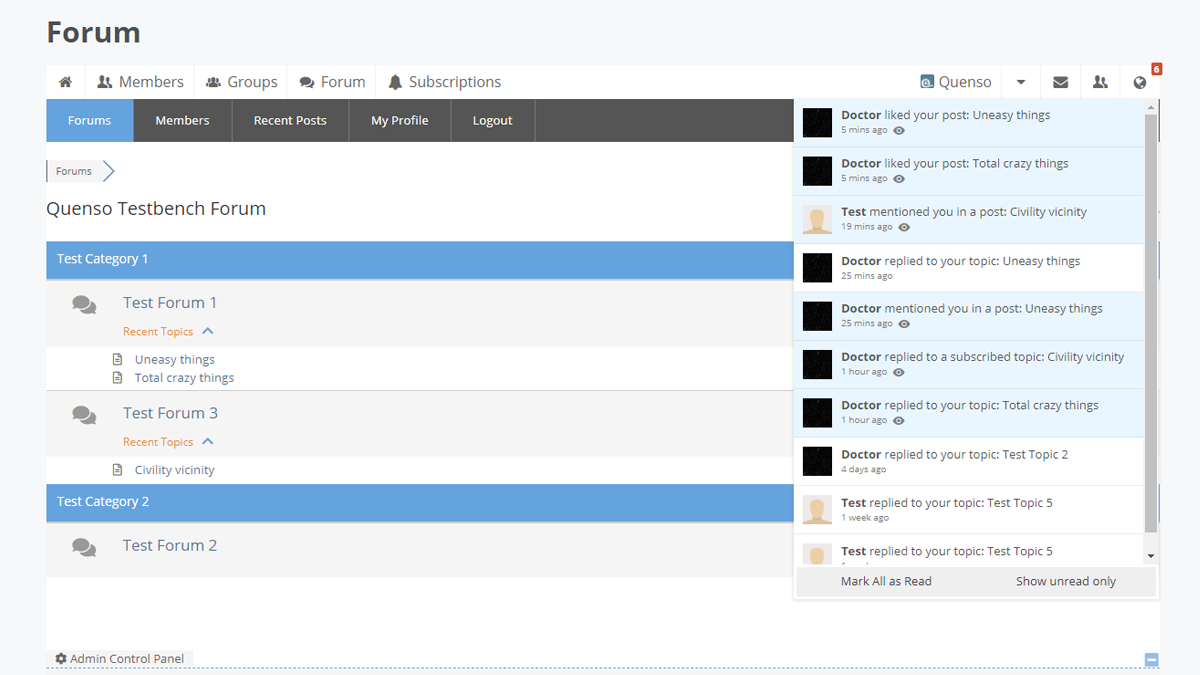 Forum
Members
Groups
Forum
Subscriptions
Quenso
6
Forums
Members
Recent Posts
My Profile
Logout
Forums
Quenso Testbench Forum
Test Category 1
Test Forum 1
Recent Topics
Uneasy things
Total crazy things
Test Forum 3
Recent Topics
Civility vicinity
Test Category 2
Test Forum 2
Doctor liked your post: Uneasy things
5 mins ago
Doctor liked your post: Total crazy things
5 mins ago
Test mentioned you in a post: Civility vicinity
19 mins ago
Doctor replied to your topic: Uneasy things
25 mins ago
Doctor mentioned you in a post: Uneasy things
25 mins ago
Doctor replied to a subscribed topic: Civility vicinity
1 hour ago
Doctor replied to your topic: Total crazy things
1 hour ago
Doctor replied to your topic: Test Topic 2
4 days ago
Test replied to your topic: Test Topic 5
1 week ago
Test replied to your topic: Test Topic 5
Mark All as Read
Show unread only
Admin Control Panel